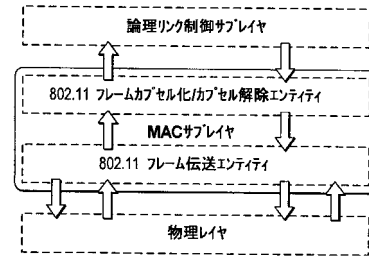 論理リンク制御サブレイヤ
802.11 フレームカプセル化/カプセル解除エンティティ
MACサブレイヤ
802.11 フレーム伝送エンティティ
物理レイヤ